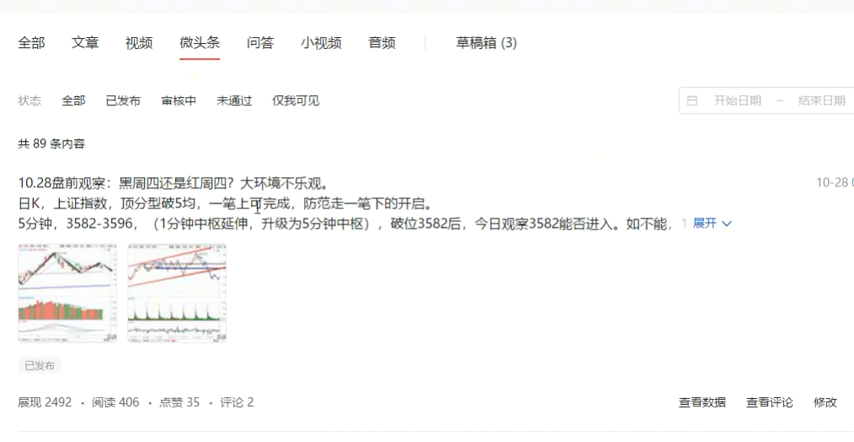 全部 文章 视频 微头条 问答 小视频 音频 草稿箱 (3)
状态 全部 已发布 审核中 未通过 仅我可见 开始日期 ~ 结束日期
共 89 条内容
10.28盘前观察：黑周四还是红周四？大环境不乐观。 10-28
日K，上证指数，顶分型破5均，一笔上可完成，防范走一笔下的开启。
5分钟，3582-3596，（1分钟中枢延伸，升级为5分钟中枢），破位3582后，今日观察3582能否进入。如不能， 展开
已发布
展现 2492 · 阅读 406 · 点赞 35 · 评论 2 查看数据 查看评论 修改